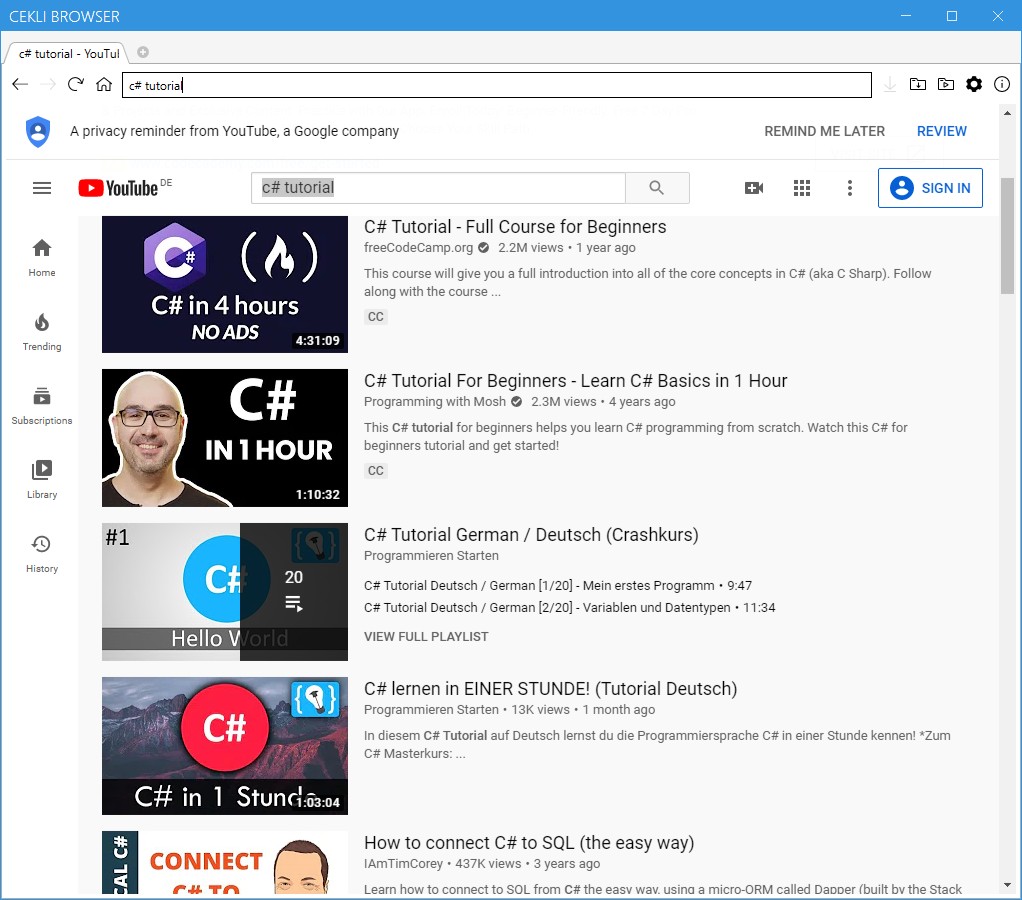 CEKLI BROWSER
c# tutorial - YouTul
c# tutorial
A privacy reminder from YouTube, a Google company
REMIND ME LATER
REVIEW
YouTube DE
c# tutorial
SIGN IN
Home
Trending
Subscriptions
Library
History
C#
C# in 4 hours
NO ADS
4:31:09
C# Tutorial - Full Course for Beginners
freeCodeCamp.org 2.2M views • 1 year ago
This course will give you a full introduction into all of the core concepts in C# (aka C Sharp). Follow
along with the course ...
CC
C#
IN 1 HOUR
1:10:32
C# Tutorial For Beginners - Learn C# Basics in 1 Hour
Programming with Mosh 2.3M views • 4 years ago
This C# tutorial for beginners helps you learn C# programming from scratch. Watch this C# for
beginners tutorial and get started!
CC
#1
C#
20
Hello World
C# Tutorial German / Deutsch (Crashkurs)
Programmieren Starten
C# Tutorial Deutsch / German [1/20] - Mein erstes Programm • 9:47
C# Tutorial Deutsch / German [2/20] - Variablen und Datentypen • 11:34
VIEW FULL PLAYLIST
C#
C# in 1 Stunde
1:03:04
C# lernen in EINER STUNDE! (Tutorial Deutsch)
Programmieren Starten • 13K views • 1 month ago
In diesem C# Tutorial auf Deutsch lernst du die Programmiersprache C# in einer Stunde kennen! *Zum
C# Masterkurs: ...
CAL C#
CONNECT
C# TO
How to connect C# to SQL (the easy way)
IAmTimCorey • 437K views • 3 years ago
Learn how to connect to SQL from C# the easy way, using a micro-ORM called Dapper (built by the Stack